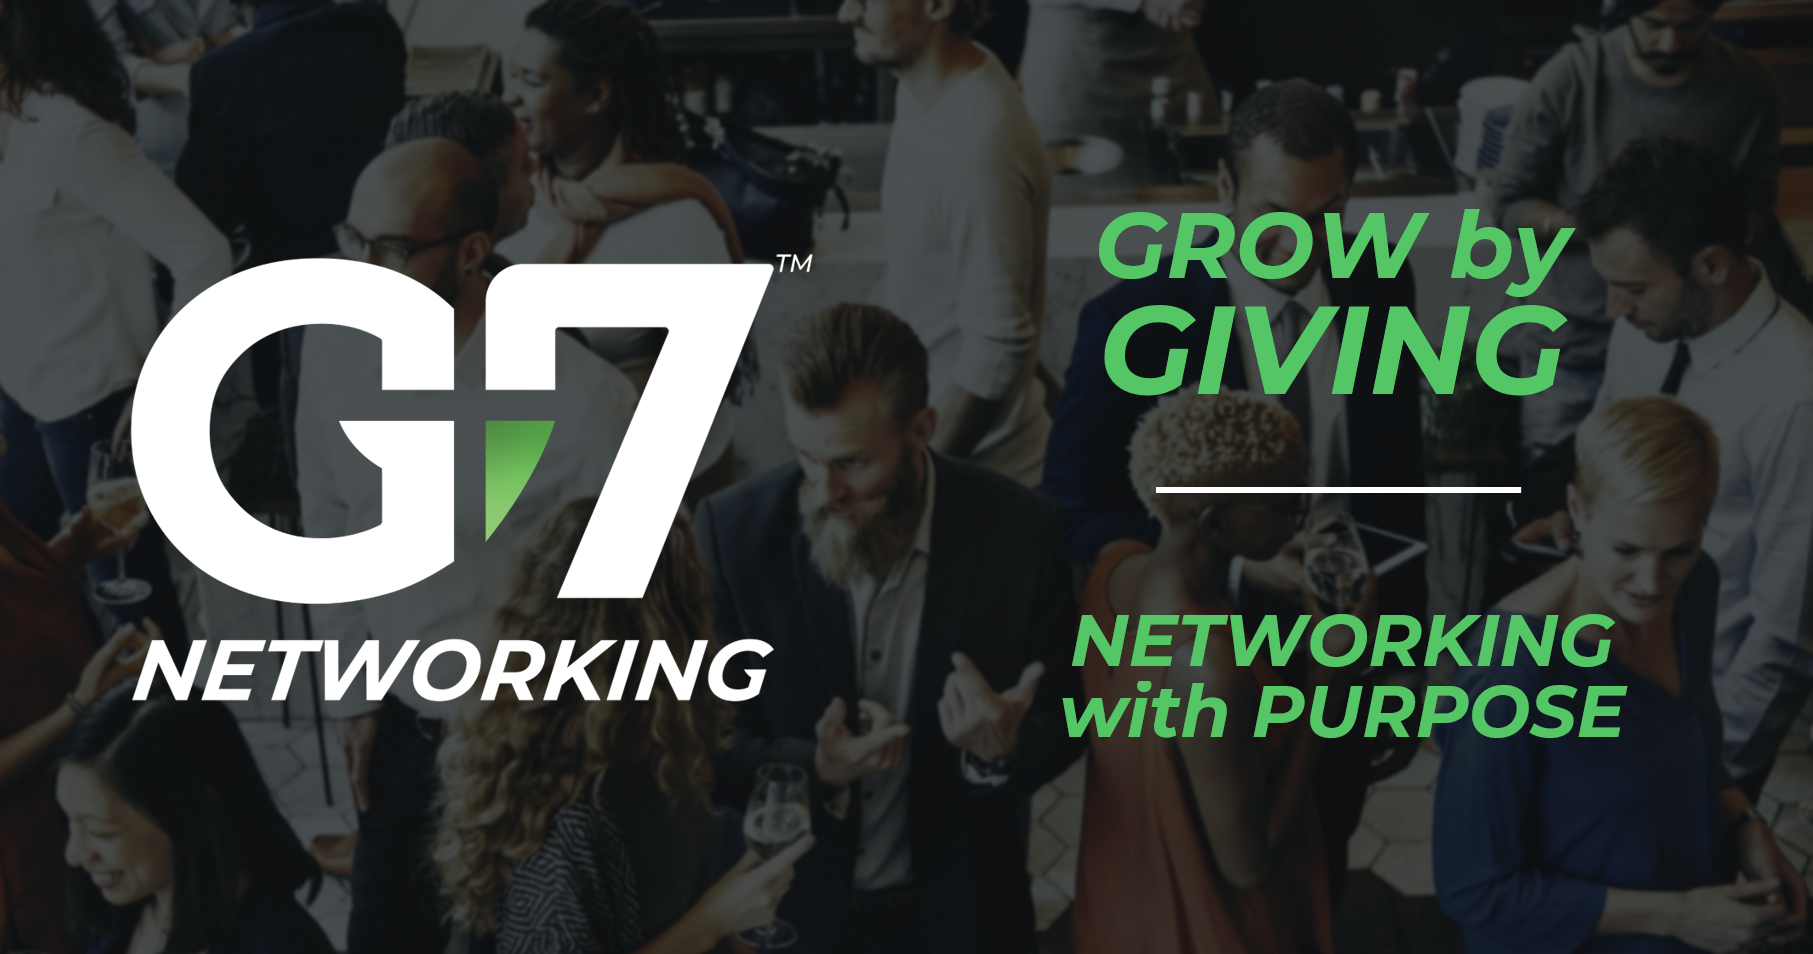 G7™
NETWORKING
GROW by
GIVING
NETWORKING
with PURPOSE